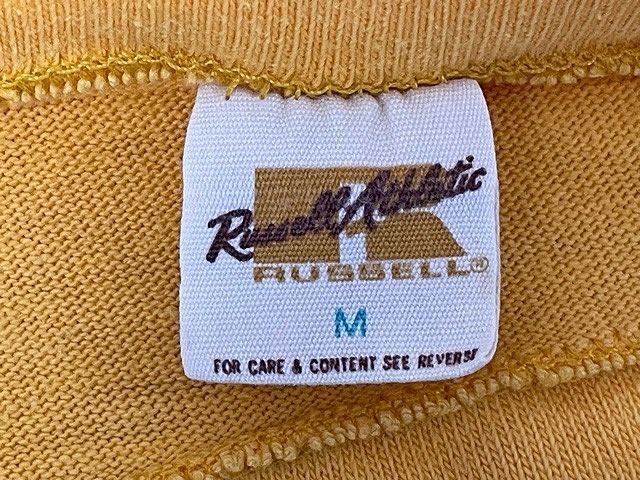 Russell Athletic
RUSSELL®
M
FOR CARE & CONTENT SEE REVERSE